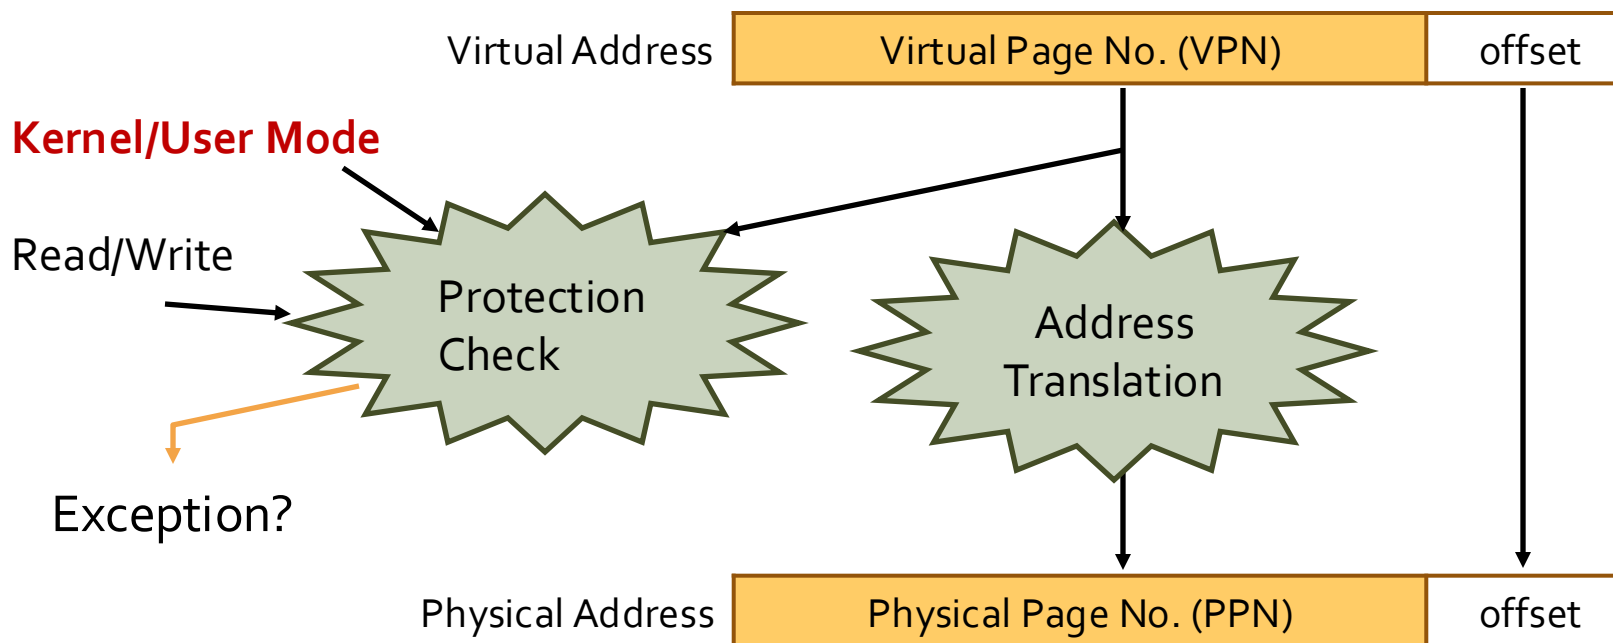 Virtual Address
Virtual Page No. (VPN)
offset
Kernel/User Mode
Read/Write
Protection
Check
Address
Translation
Exception?
Physical Address
Physical Page No. (PPN)
offset